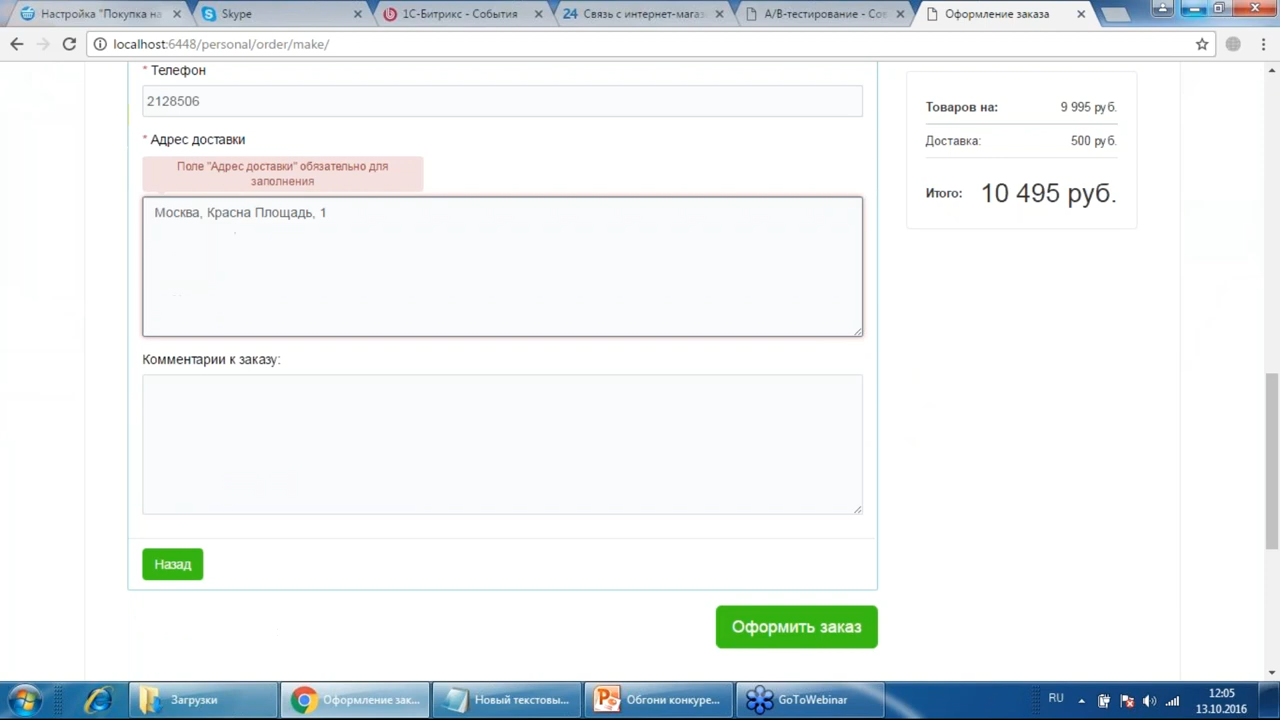 Настройка "Покупка на
Skype
1С-Битрикс - События
24 Связь с интернет-магаз
A/B-тестирование - Сов
Оформление заказа
localhost:6448/personal/order/make/
* Телефон
2128506
* Адрес доставки
Поле "Адрес доставки" обязательно для
заполнения
Москва, Красна Площадь, 1
Комментарии к заказу:
Назад
Оформить заказ
Товаров на: 9 995 руб.
Доставка: 500 руб.
Итого: 10 495 руб.
Загрузки
Оформление зак...
Новый текстовы...
Обгони конкуре...
GoToWebinar
RU
12:05
13.10.2016